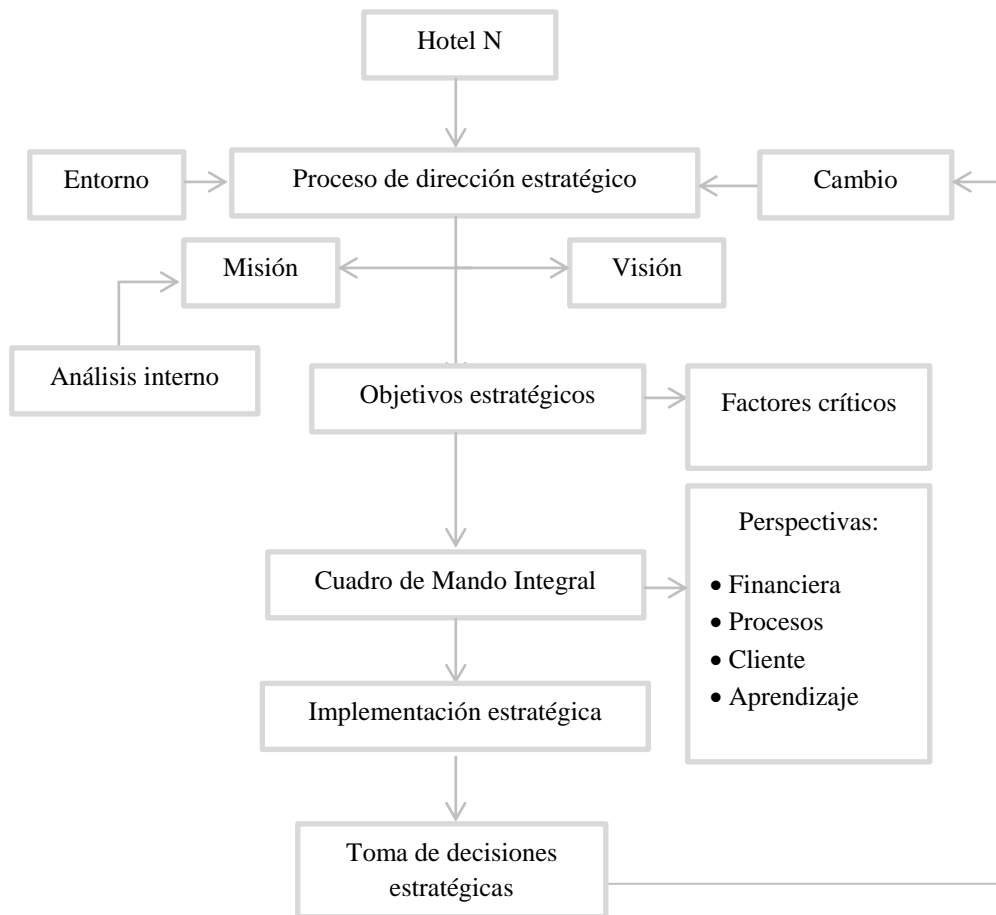 Hotel N
Entorno
Proceso de dirección estratégico
Cambio
Misión
Visión
Análisis interno
Objetivos estratégicos
Factores críticos
Perspectivas:
• Financiera
• Procesos
• Cliente
• Aprendizaje
Cuadro de Mando Integral
Implementación estratégica
Toma de decisiones
estratégicas